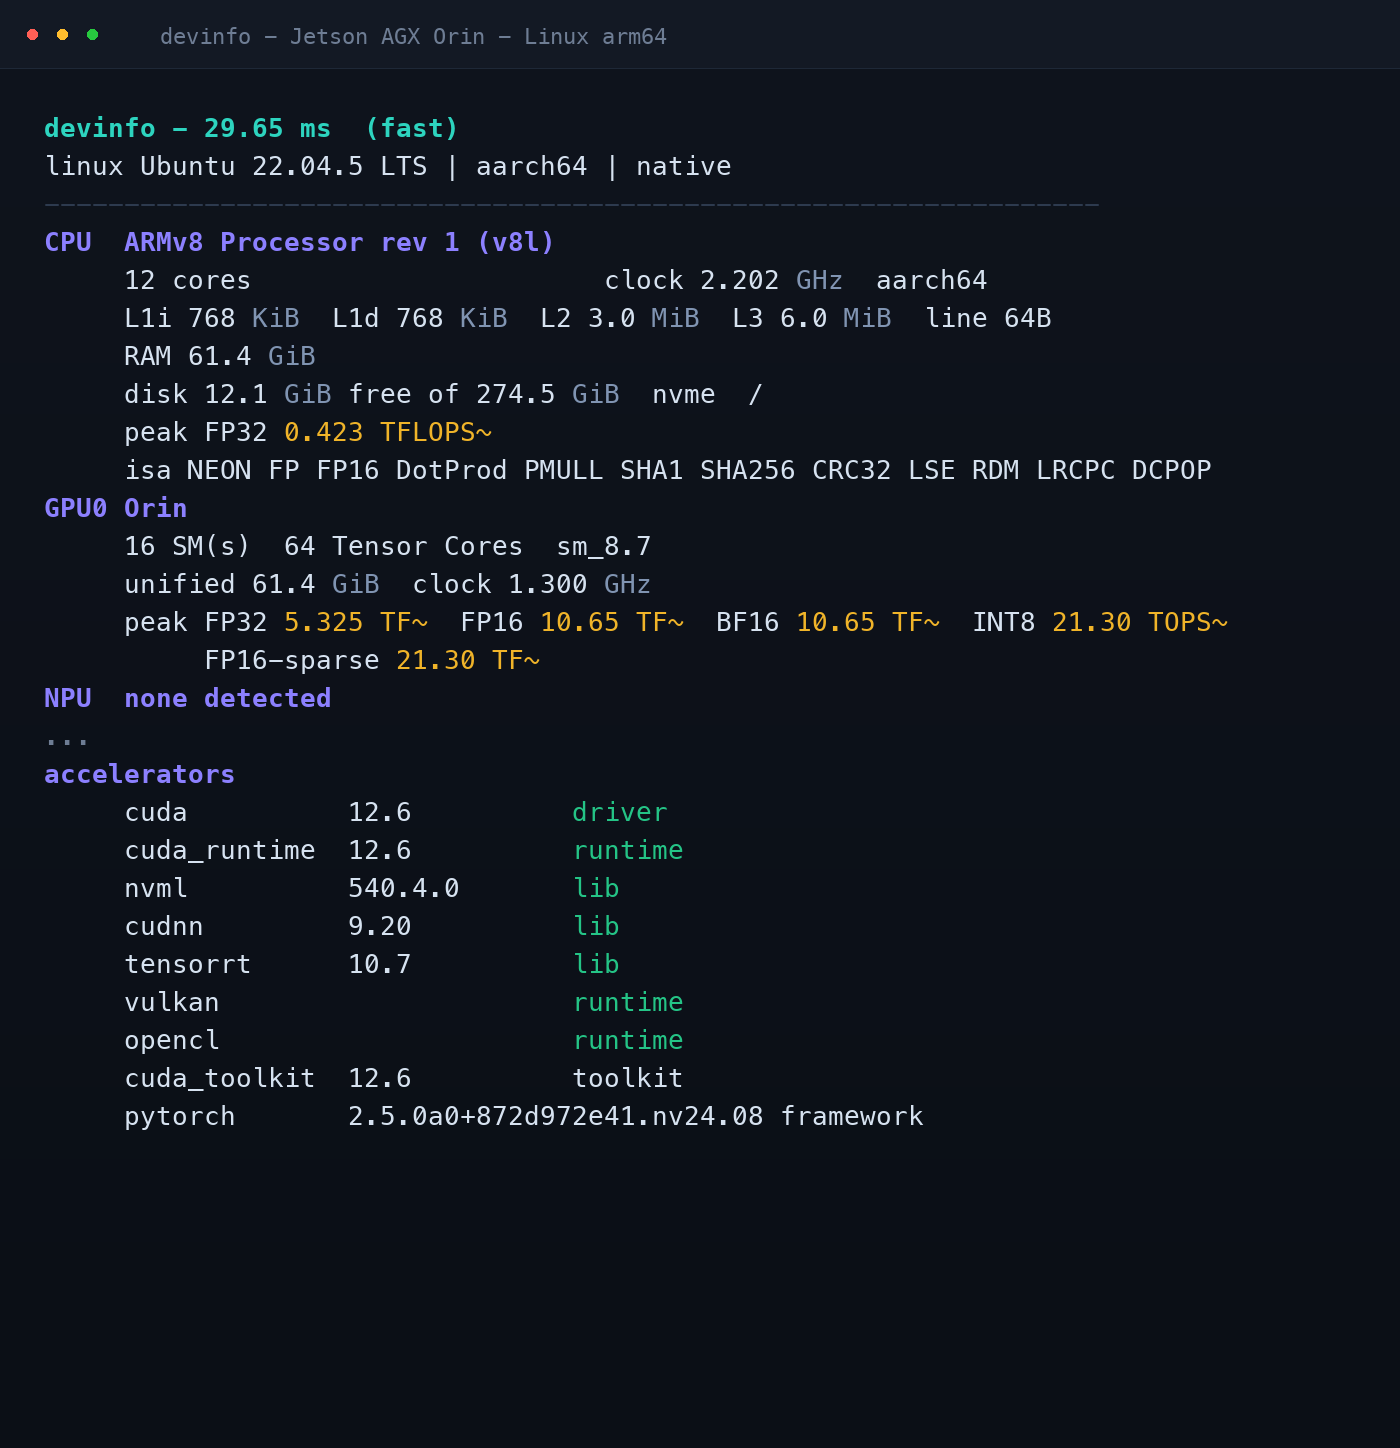 devinfo — Jetson AGX Orin — Linux arm64
devinfo — 29.65 ms  (fast)
linux Ubuntu 22.04.5 LTS | aarch64 | native
──────────────────────────────────────────────────────────────────
CPU  ARMv8 Processor rev 1 (v8l)
     12 cores                      clock 2.202 GHz  aarch64
     L1i 768 KiB  L1d 768 KiB  L2 3.0 MiB  L3 6.0 MiB  line 64B
     RAM 61.4 GiB
     disk 12.1 GiB free of 274.5 GiB  nvme  /
     peak FP32 0.423 TFLOPS~
     isa NEON FP FP16 DotProd PMULL SHA1 SHA256 CRC32 LSE RDM LRCPC DCPOP
GPU0 Orin
     16 SM(s)  64 Tensor Cores  sm_8.7
     unified 61.4 GiB  clock 1.300 GHz
     peak FP32 5.325 TF~  FP16 10.65 TF~  BF16 10.65 TF~  INT8 21.30 TOPS~
          FP16–sparse 21.30 TF~
NPU  none detected
...
accelerators
     cuda          12.6          driver
     cuda_runtime  12.6          runtime
     nvml          540.4.0       lib
     cudnn         9.20          lib
     tensorrt      10.7          lib
     vulkan                      runtime
     opencl                      runtime
     cuda_toolkit  12.6          toolkit
     pytorch       2.5.0a0+872d972e41.nv24.08 framework